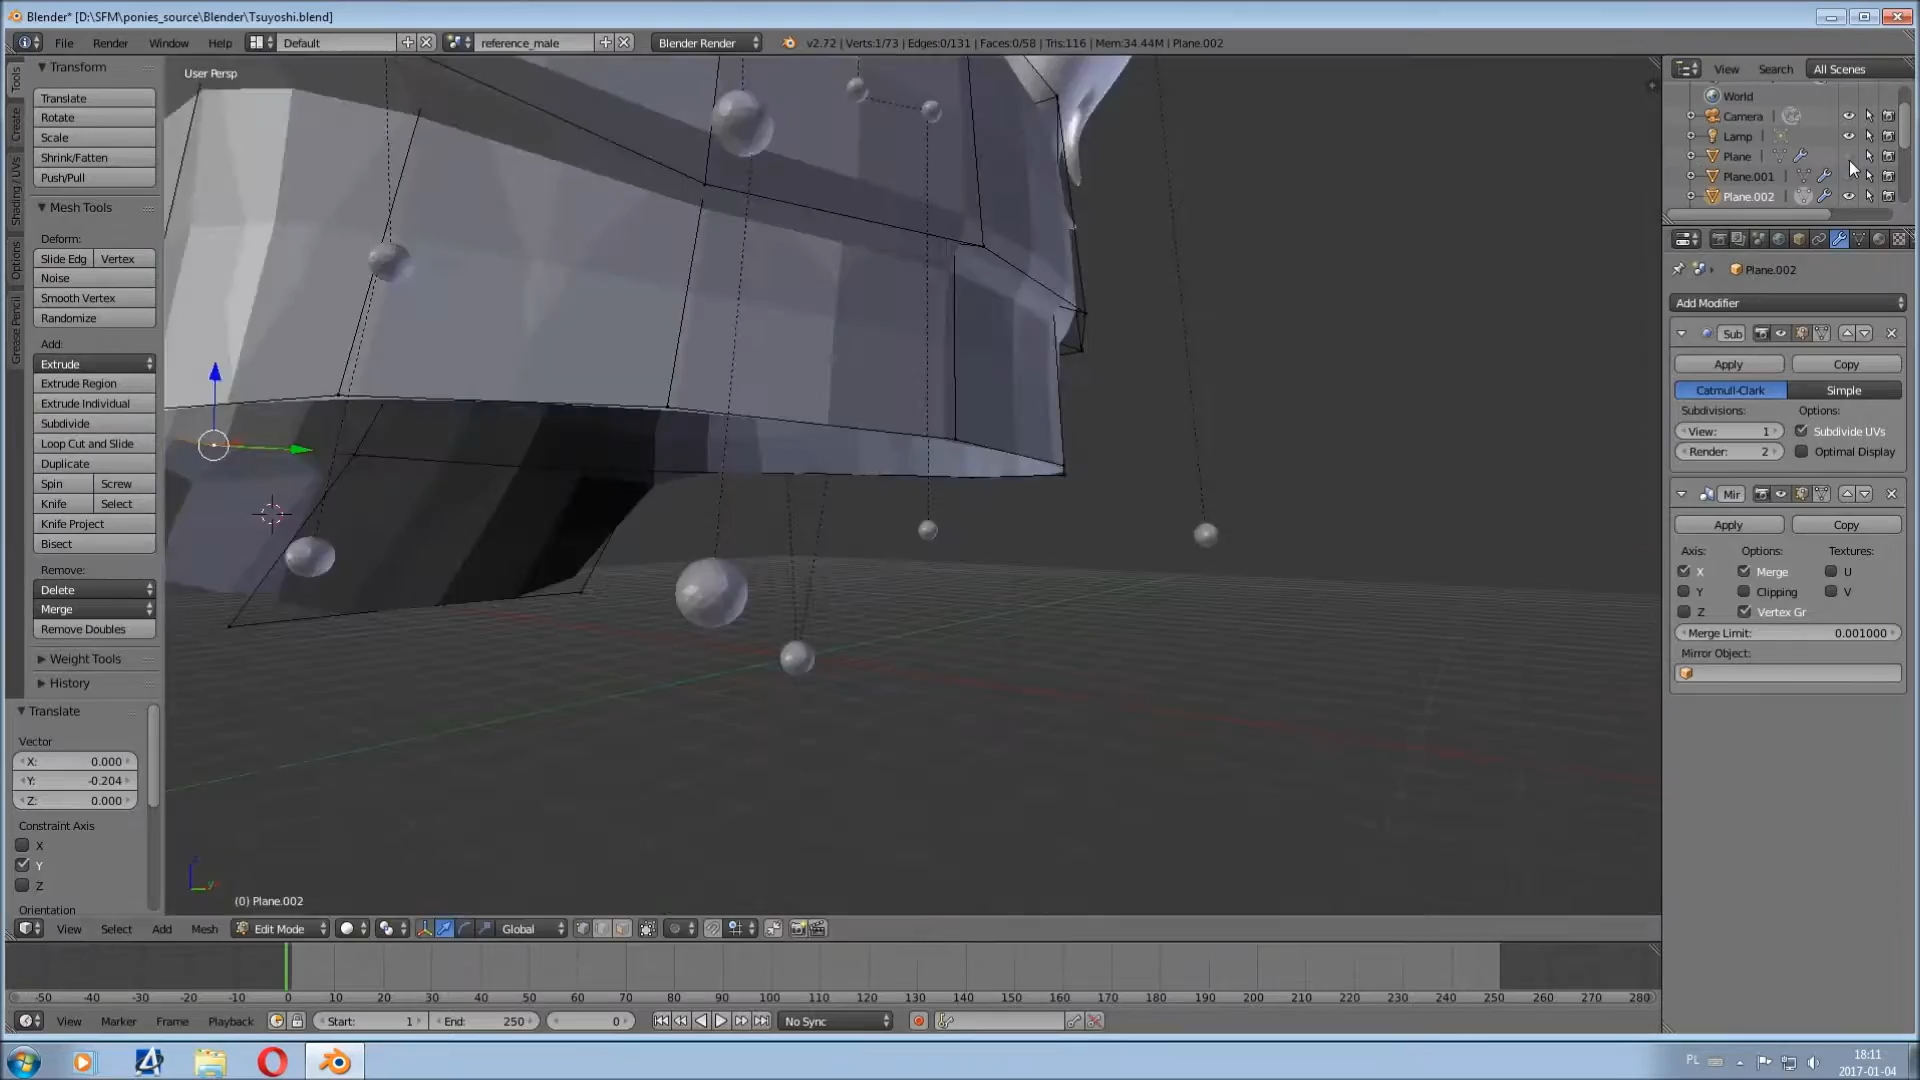 Blender* [D:\SFM\ponies_source\Blender\Tsuyoshi.blend]
File Render Window Help Default reference_male Blender Render v2.72 | Verts:1/73 | Edges:0/131 | Faces:0/58 | Tris:116 | Mem:34.44M | Plane.002
Tools
Create
Shading / UVs
Options
Grease Pencil
Transform
Translate
Rotate
Scale
Shrink/Fatten
Push/Pull
Mesh Tools
Deform:
Slide Edg Vertex
Noise
Smooth Vertex
Randomize
Add:
Extrude
Extrude Region
Extrude Individual
Subdivide
Loop Cut and Slide
Duplicate
Spin Screw
Knife Select
Knife Project
Bisect
Remove:
Delete
Merge
Remove Doubles
Weight Tools
History
Translate
Vector
X: 0.000
Y: -0.204
Z: 0.000
Constraint Axis
X
Y
Z
Orientation
User Persp
(0) Plane.002
View Select Add Mesh Edit Mode Global
View Search All Scenes
World
Camera
Lamp
Plane
Plane.001
Plane.002
Plane.002
Add Modifier
Sub
Apply Copy
Catmull-Clark Simple
Subdivisions: Options:
View: 1 Subdivide UVs
Render: 2 Optimal Display
Mir
Apply Copy
Axis: Options: Textures:
X Merge U
Y Clipping V
Z Vertex Gr
Merge Limit: 0.001000
Mirror Object:
-50 -40 -30 -20 -10 0 10 20 30 40 50 60 70 80 90 100 110 120 130 140 150 160 170 180 190 200 210 220 230 240 250 260 270 280
View Marker Frame Playback Start: 1 End: 250 0 No Sync
PL
18:11
2017-01-04